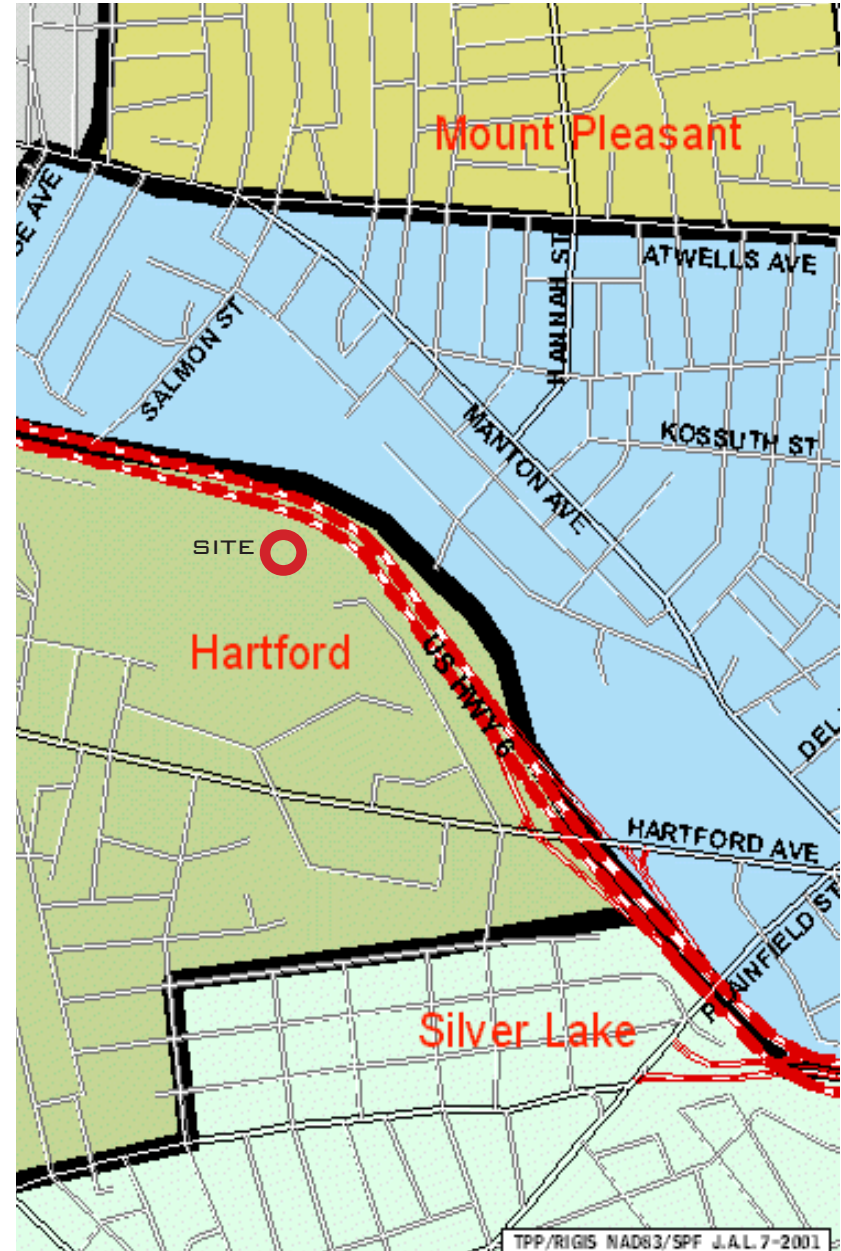 Mount Pleasant
SE AVE
ATWELLS AVE
HANNAH ST
SALMON ST
MANTON AVE
KOSSUTH ST
SITE
Hartford
US HWY 6
DEL
HARTFORD AVE
PLAINFIELD ST
Silver Lake
TPP/RIGIS NAD83/SPF J.A.L.7-2001